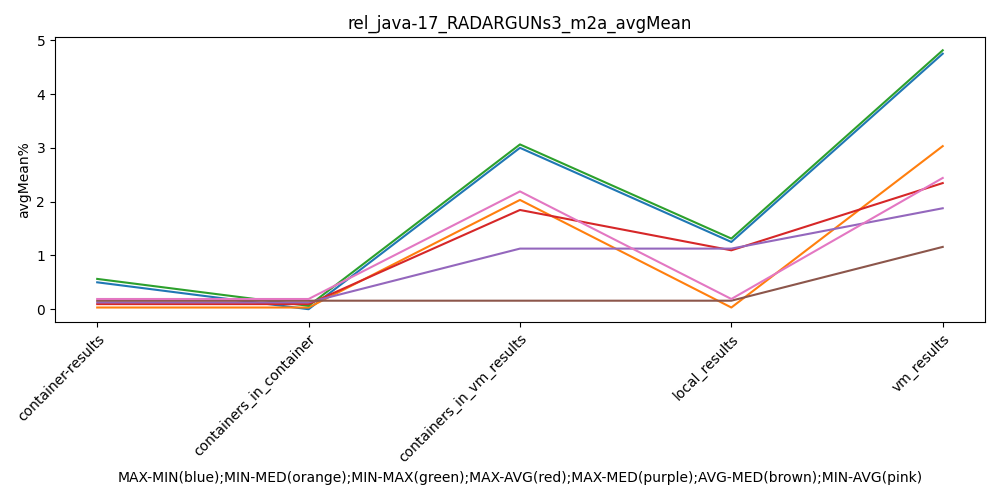 rel_java-17_RADARGUNs3_m2a_avgMean
avgMean%
5
4
3
2
1
0
container-results
containers_in_container
containers_in_vm_results
local_results
vm_results
MAX-MIN(blue);MIN-MED(orange);MIN-MAX(green);MAX-AVG(red);MAX-MED(purple);AVG-MED(brown);MIN-AVG(pink)